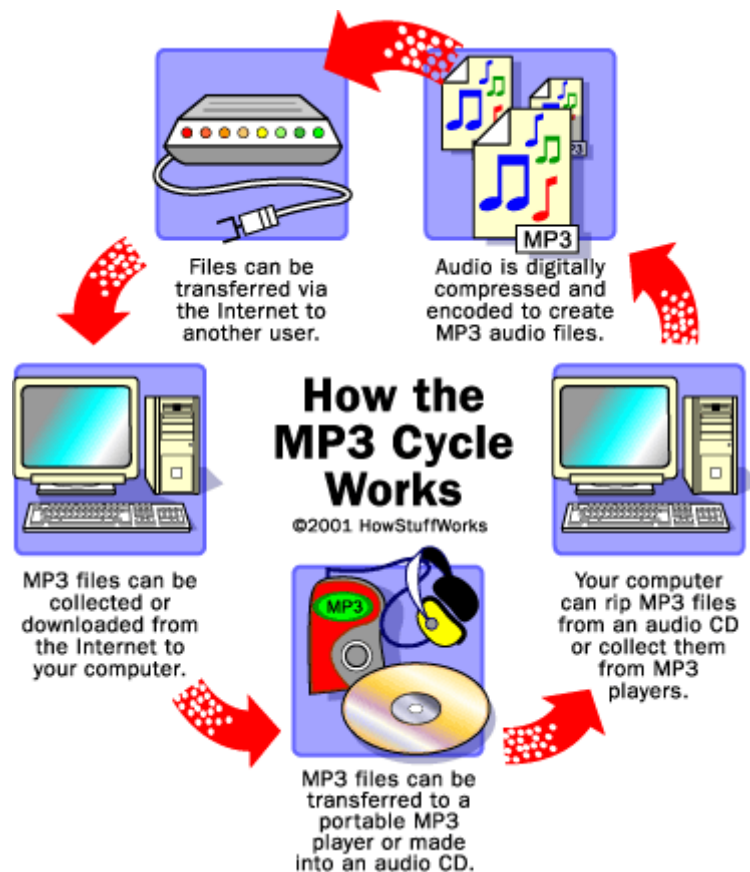 MP3
Files can be
transferred via
the Internet to
another user.
Audio is digitally
compressed and
encoded to create
MP3 audio files.
How the
MP3 Cycle
Works
©2001 HowStuffWorks
MP3 files can be
collected or
downloaded from
the Internet to
your computer.
MP3
MP3 files can be
transferred to a
portable MP3
player or made
into an audio CD.
Your computer
can rip MP3 files
from an audio CD
or collect them
from MP3
players.